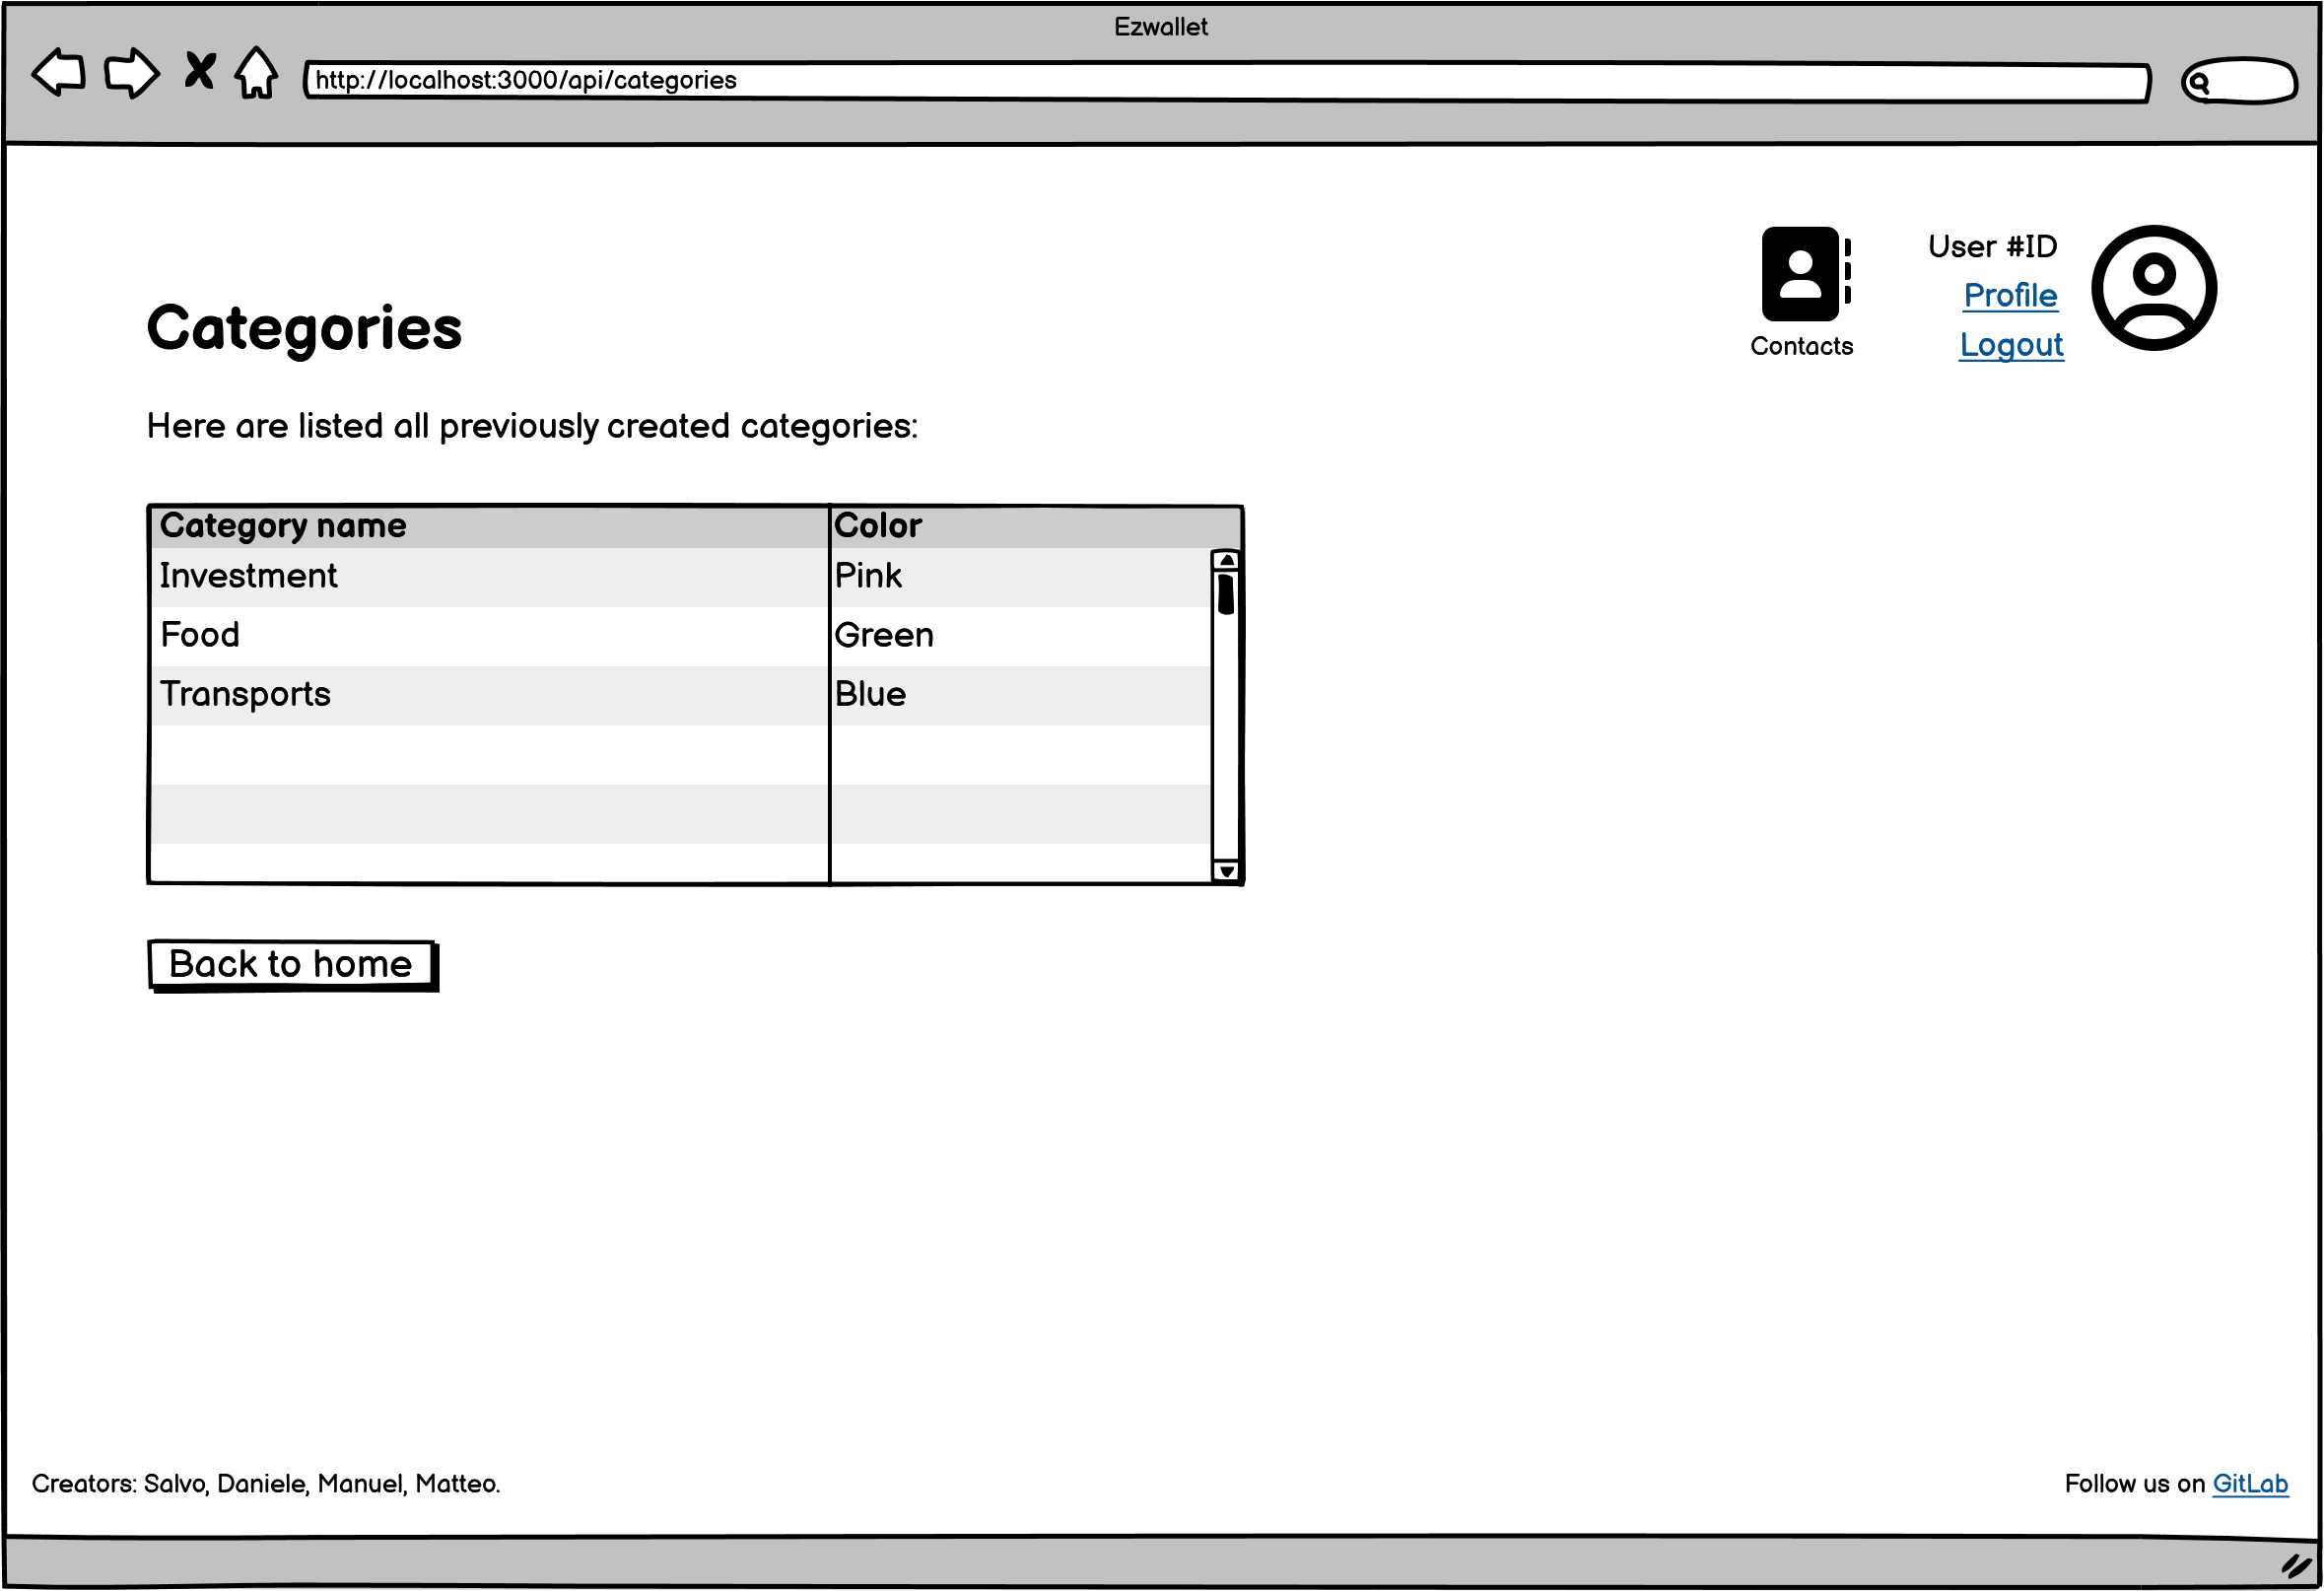 Ezwallet
http://localhost:3000/api/categories
User #ID
Profile
Logout
Contacts
Categories
Here are listed all previously created categories:
Category name Color
Investment Pink
Food Green
Transports Blue
Back to home
Creators: Salvo, Daniele, Manuel, Matteo.
Follow us on GitLab